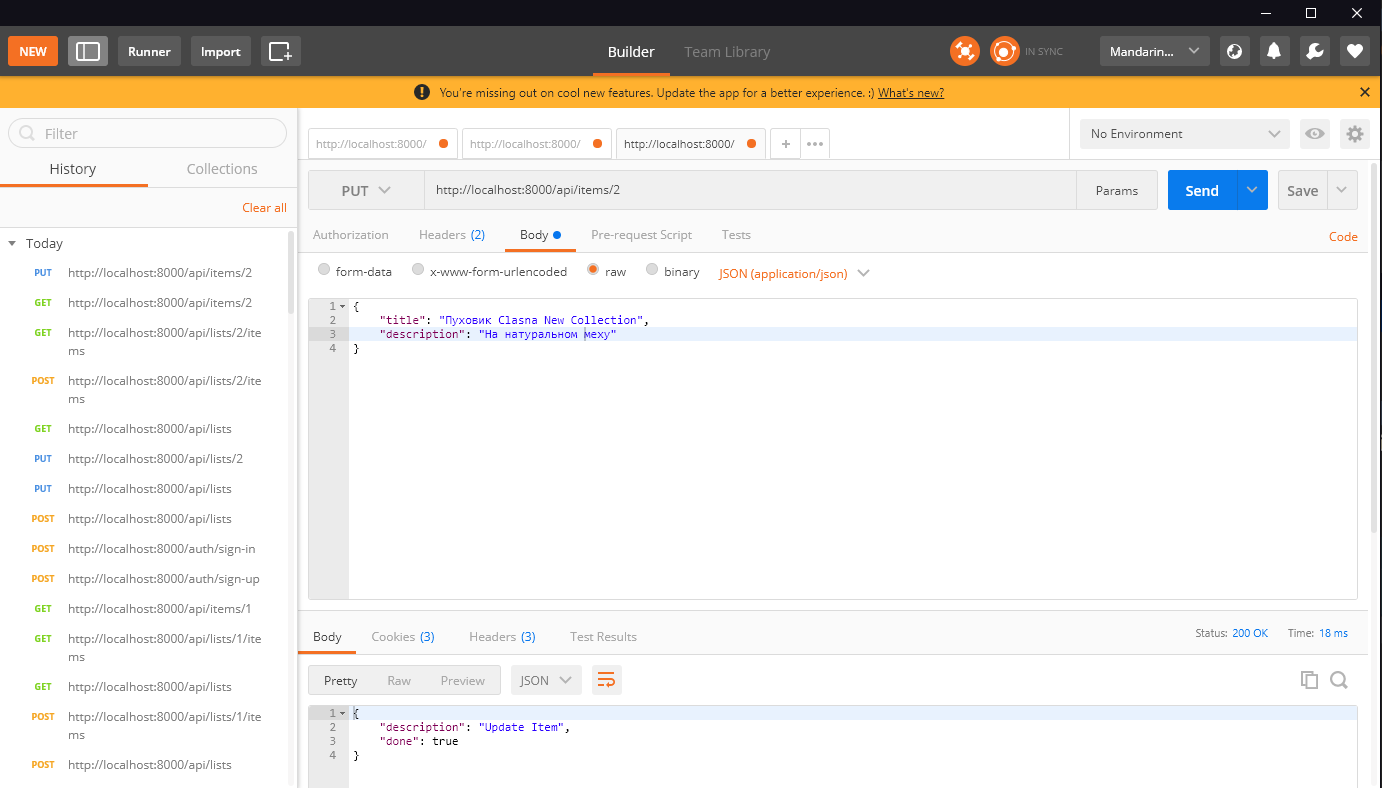 NEW
Runner
Import
Builder
Team Library
IN SYNC
Mandarin...
You're missing out on cool new features. Update the app for a better experience. :) What's new?
Filter
History
Collections
Clear all
Today
PUT http://localhost:8000/api/items/2
GET http://localhost:8000/api/items/2
GET http://localhost:8000/api/lists/2/ite
ms
POST http://localhost:8000/api/lists/2/ite
ms
GET http://localhost:8000/api/lists
PUT http://localhost:8000/api/lists/2
PUT http://localhost:8000/api/lists
POST http://localhost:8000/api/lists
POST http://localhost:8000/auth/sign-in
POST http://localhost:8000/auth/sign-up
GET http://localhost:8000/api/items/1
GET http://localhost:8000/api/lists/1/ite
ms
GET http://localhost:8000/api/lists
POST http://localhost:8000/api/lists/1/ite
ms
POST http://localhost:8000/api/lists
http://localhost:8000/
http://localhost:8000/
http://localhost:8000/
No Environment
PUT
http://localhost:8000/api/items/2
Params
Send
Save
Authorization
Headers (2)
Body
Pre-request Script
Tests
Code
form-data
x-www-form-urlencoded
raw
binary
JSON (application/json)
1 {
2 "title": "Пуховик Clasna New Collection",
3 "description": "На натуральном меху"
4 }
Body
Cookies (3)
Headers (3)
Test Results
Status: 200 OK
Time: 18 ms
Pretty
Raw
Preview
JSON
1 {
2 "description": "Update Item",
3 "done": true
4 }